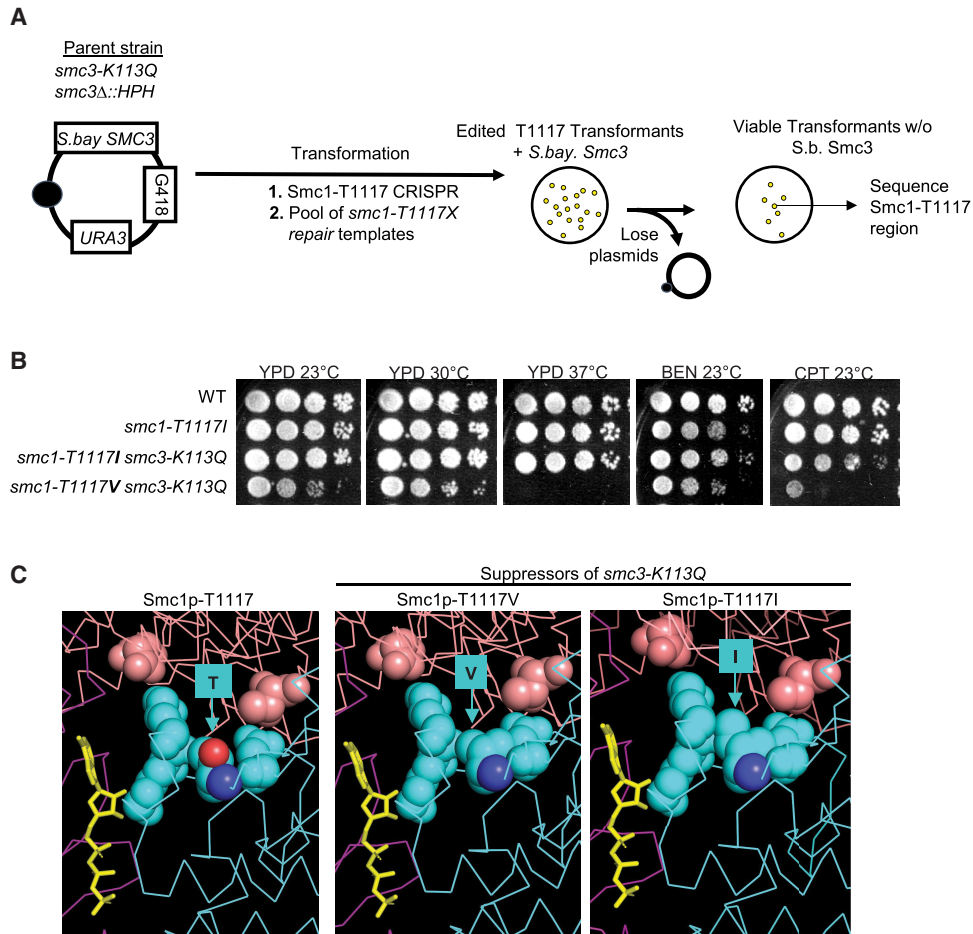 A
Parent strain
smc3-K113Q
smc3Δ::HPH
S.bay SMC3
G418
URA3
Transformation
1. Smc1-T1117 CRISPR
2. Pool of smc1-T1117X
repair templates
Edited T1117 Transformants
+ S.bay. Smc3
Lose
plasmids
Viable Transformants w/o
S.b. Smc3
Sequence
Smc1-T1117
region
B
YPD 23°C
YPD 30°C
YPD 37°C
BEN 23°C
CPT 23°C
WT
smc1-T1117I
smc1-T1117I smc3-K113Q
smc1-T1117V smc3-K113Q
C
Suppressors of smc3-K113Q
Smc1p-T1117
Smc1p-T1117V
Smc1p-T1117I
T
V
I